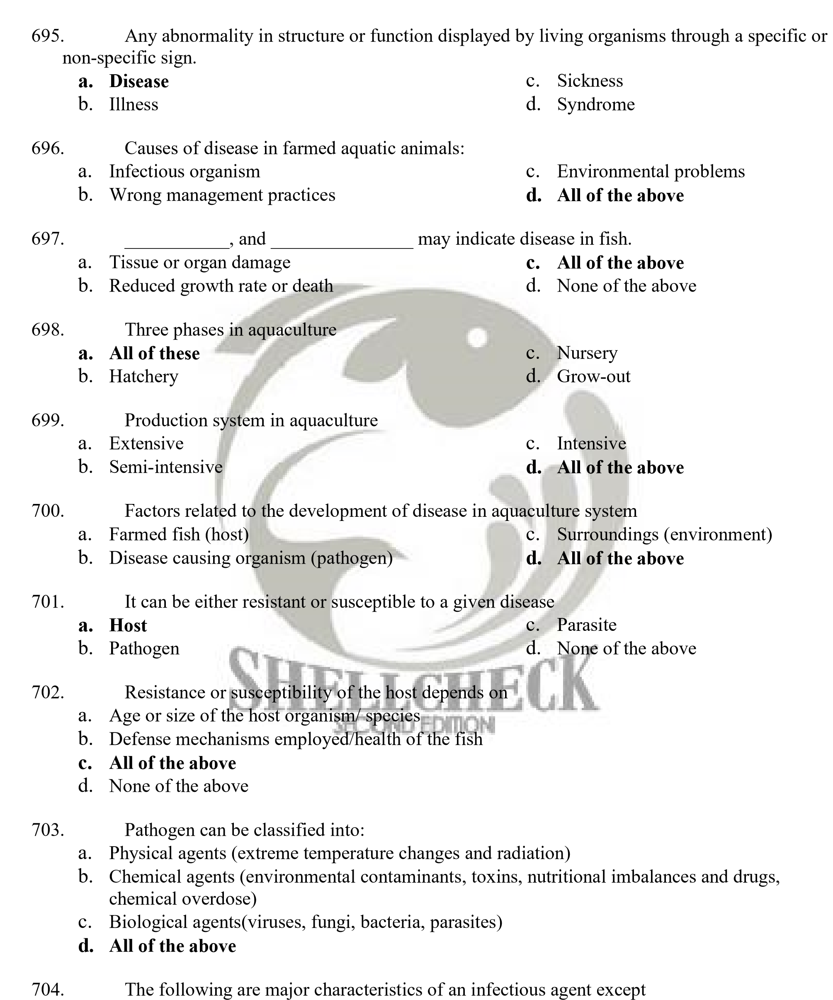 695. Any abnormality in structure or function displayed by living organisms through a specific or
non-specific sign.
a. Disease
b. Illness
c. Sickness
d. Syndrome
696. Causes of disease in farmed aquatic animals:
a. Infectious organism
b. Wrong management practices
c. Environmental problems
d. All of the above
697. ___________, and _______________ may indicate disease in fish.
a. Tissue or organ damage
b. Reduced growth rate or death
c. All of the above
d. None of the above
698. Three phases in aquaculture
a. All of these
b. Hatchery
c. Nursery
d. Grow-out
699. Production system in aquaculture
a. Extensive
b. Semi-intensive
c. Intensive
d. All of the above
700. Factors related to the development of disease in aquaculture system
a. Farmed fish (host)
b. Disease causing organism (pathogen)
c. Surroundings (environment)
d. All of the above
701. It can be either resistant or susceptible to a given disease
a. Host
b. Pathogen
c. Parasite
d. None of the above
SHELLCHECK
SECOND EDITION
702. Resistance or susceptibility of the host depends on
a. Age or size of the host organism/ species
b. Defense mechanisms employed/health of the fish
c. All of the above
d. None of the above
703. Pathogen can be classified into:
a. Physical agents (extreme temperature changes and radiation)
b. Chemical agents (environmental contaminants, toxins, nutritional imbalances and drugs,
chemical overdose)
c. Biological agents(viruses, fungi, bacteria, parasites)
d. All of the above
704. The following are major characteristics of an infectious agent except